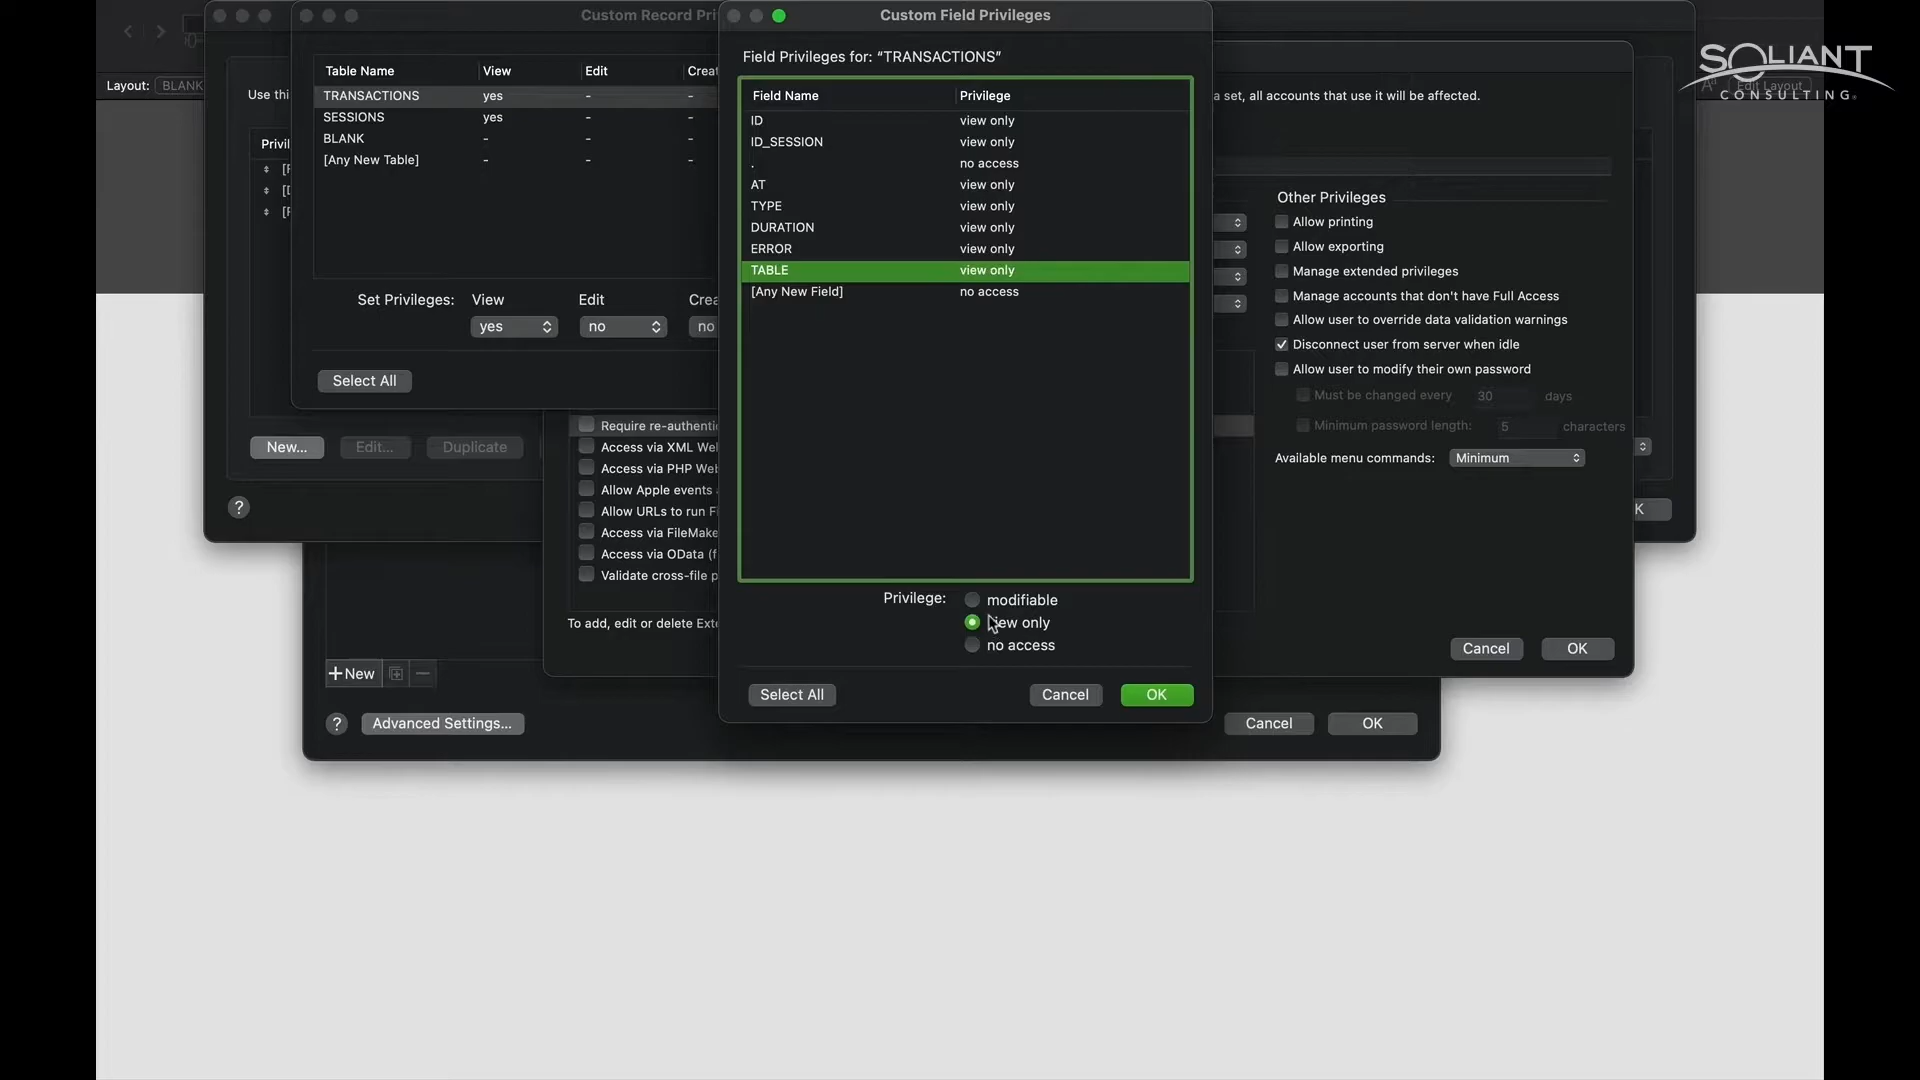 Custom Record Pri
Custom Field Privileges
SOLIANT
CONSULTING
Layout:
BLANK
Edit Layout
Use thi
a set, all accounts that use it will be affected.
Privil
Table Name View Edit Creat
TRANSACTIONS yes - -
SESSIONS yes - -
BLANK - - -
[Any New Table] - - -
Set Privileges: View Edit Crea
yes no no
Select All
New... Edit... Duplicate
?
Field Privileges for: “TRANSACTIONS”
Field Name Privilege
ID view only
ID_SESSION view only
. no access
AT view only
TYPE view only
DURATION view only
ERROR view only
TABLE view only
[Any New Field] no access
Privilege: modifiable
view only
no access
Select All Cancel OK
Require re-authenti
Access via XML Wel
Access via PHP Web
Allow Apple events a
Allow URLs to run F
Access via FileMake
Access via OData (f
Validate cross-file p
To add, edit or delete Exte
Other Privileges
Allow printing
Allow exporting
Manage extended privileges
Manage accounts that don't have Full Access
Allow user to override data validation warnings
Disconnect user from server when idle
Allow user to modify their own password
Must be changed every 30 days
Minimum password length: 5 characters
Available menu commands: Minimum
K
Cancel OK
+ New
? Advanced Settings... Cancel OK